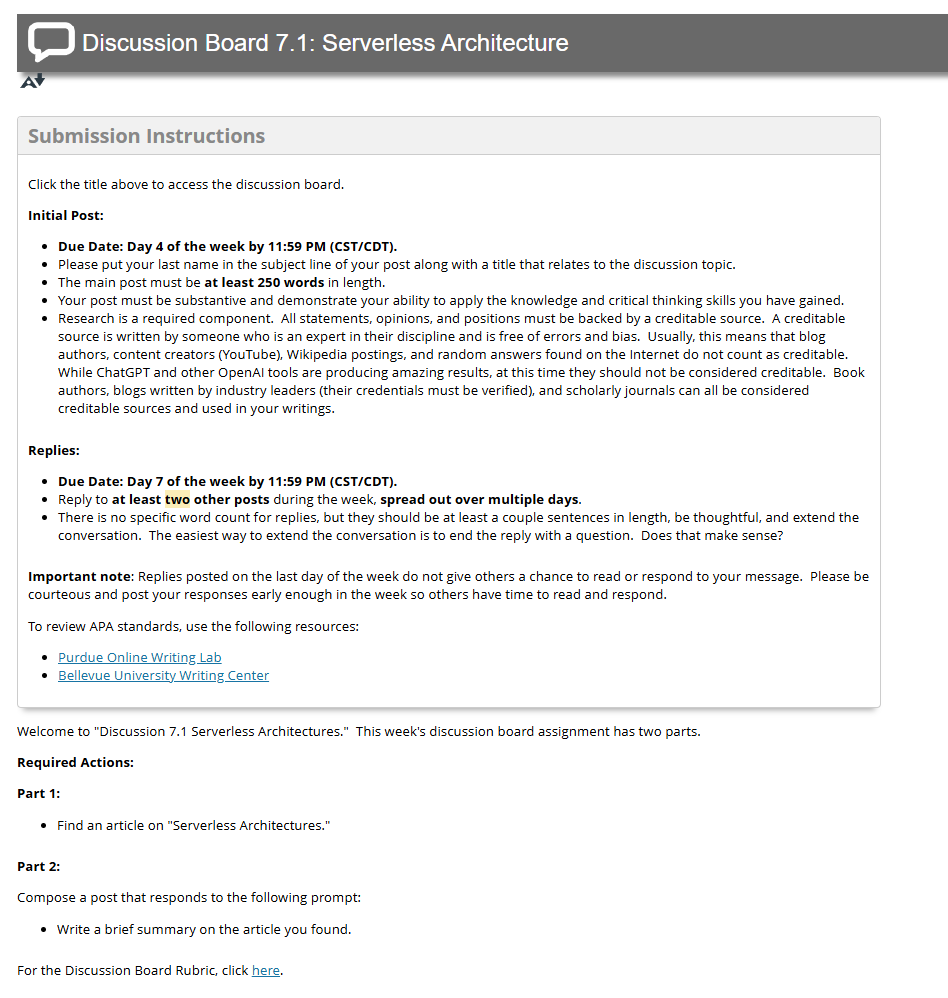 Discussion Board 7.1: Serverless Architecture
A
Submission Instructions
Click the title above to access the discussion board.
Initial Post:
Due Date: Day 4 of the week by 11:59 PM (CST/CDT).
Please put your last name in the subject line of your post along with a title that relates to the discussion topic.
The main post must be at least 250 words in length.
Your post must be substantive and demonstrate your ability to apply the knowledge and critical thinking skills you have gained.
Research is a required component.  All statements, opinions, and positions must be backed by a creditable source.  A creditable
source is written by someone who is an expert in their discipline and is free of errors and bias.  Usually, this means that blog
authors, content creators (YouTube), Wikipedia postings, and random answers found on the Internet do not count as creditable.
While ChatGPT and other OpenAI tools are producing amazing results, at this time they should not be considered creditable.  Book
authors, blogs written by industry leaders (their credentials must be verified), and scholarly journals can all be considered
creditable sources and used in your writings.
Replies:
Due Date: Day 7 of the week by 11:59 PM (CST/CDT).
Reply to at least two other posts during the week, spread out over multiple days.
There is no specific word count for replies, but they should be at least a couple sentences in length, be thoughtful, and extend the
conversation.  The easiest way to extend the conversation is to end the reply with a question.  Does that make sense?
Important note: Replies posted on the last day of the week do not give others a chance to read or respond to your message.  Please be
courteous and post your responses early enough in the week so others have time to read and respond.
To review APA standards, use the following resources:
Purdue Online Writing Lab
Bellevue University Writing Center
Welcome to "Discussion 7.1 Serverless Architectures."  This week's discussion board assignment has two parts.
Required Actions:
Part 1:
Find an article on "Serverless Architectures."
Part 2:
Compose a post that responds to the following prompt:
Write a brief summary on the article you found.
For the Discussion Board Rubric, click here.